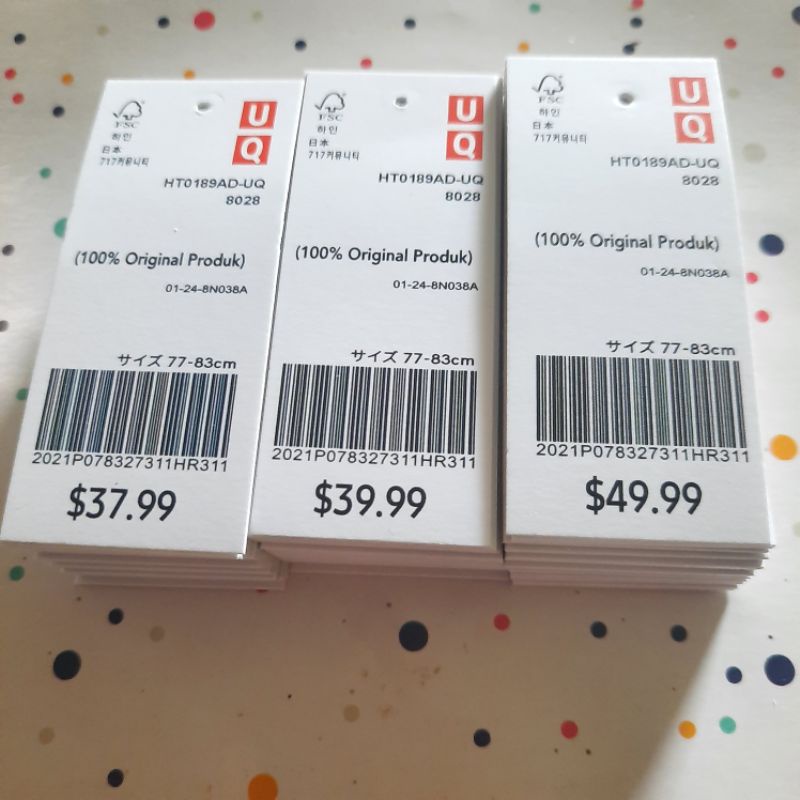 FSC
하인
日本
717커뮤니티
U
Q
HT0189AD-UQ
8028
(100% Original Produk)
01-24-8N038A
サイズ 77-83cm
2021P078327311HR311
$37.99
FSC
하인
日本
717커뮤니티
U
Q
HT0189AD-UQ
8028
(100% Original Produk)
01-24-8N038A
サイズ 77-83cm
2021P078327311HR311
$39.99
FSC
하인
日本
717커뮤니티
U
Q
HT0189AD-UQ
8028
(100% Original Produk)
01-24-8N038A
サイズ 77-83cm
2021P078327311HR311
$49.99